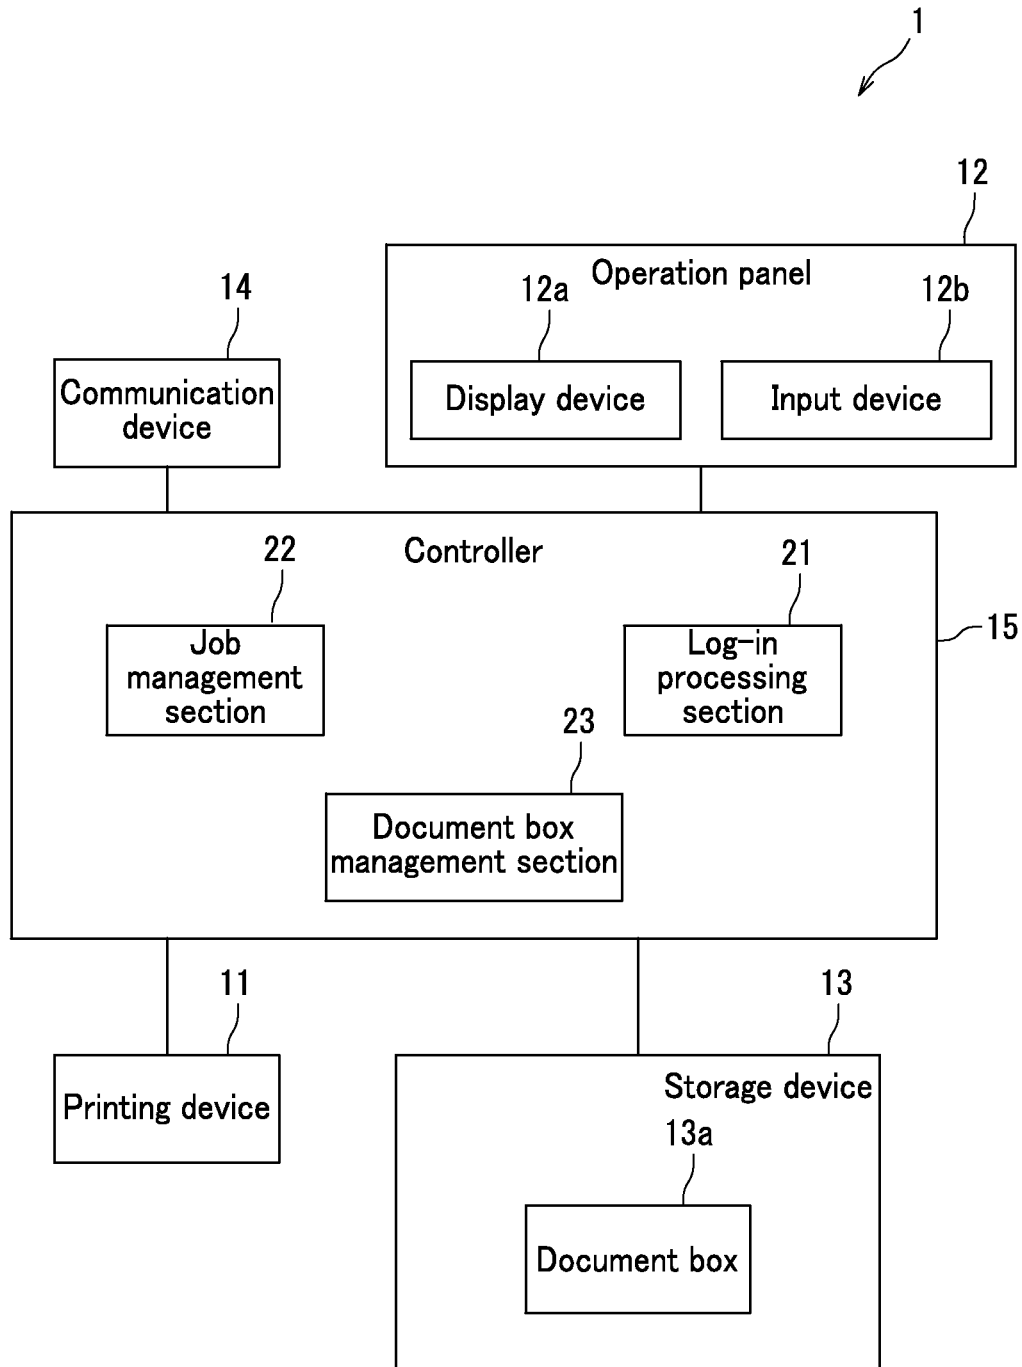 1
12
Operation panel
12a
12b
14
Display device
Input device
Communication
device
Controller
22
21
15
Job
management
section
Log-in
processing
section
23
Document box
management section
11
13
Printing device
Storage device
13a
Document box